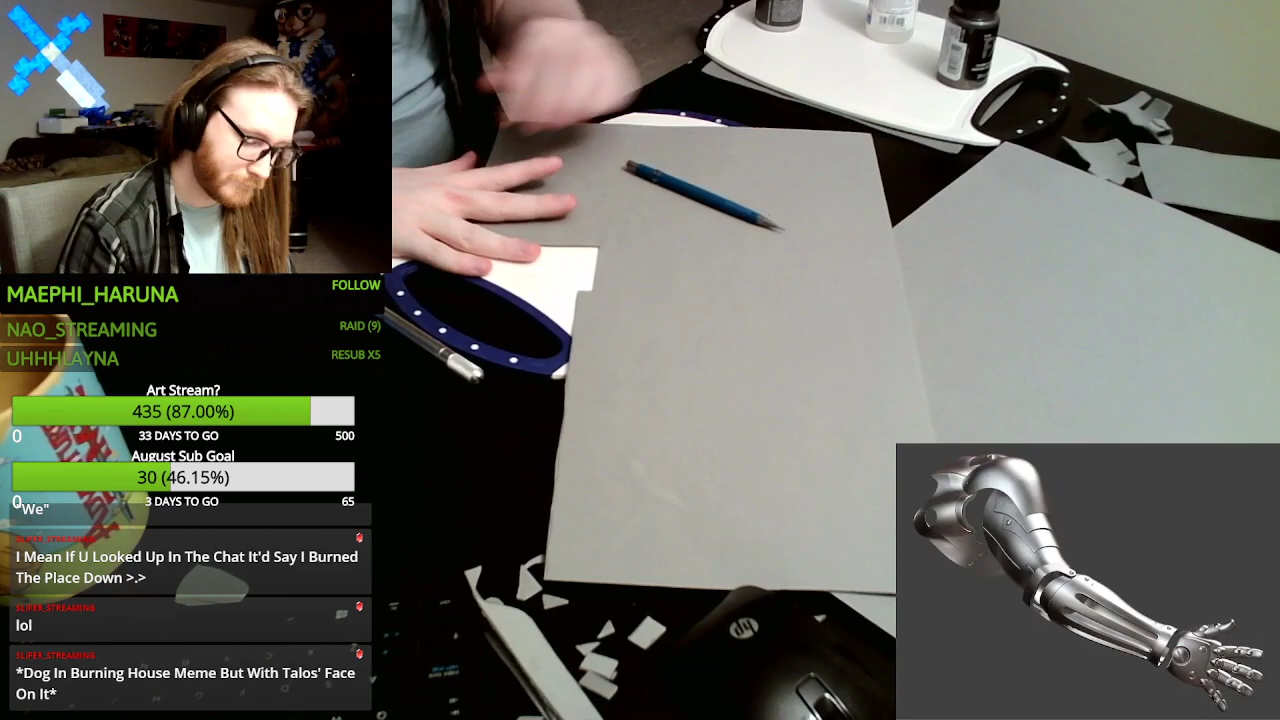 MAEPHI_HARUNA
FOLLOW
NAO_STREAMING
RAID (9)
UHHHLAYNA
RESUB X5
Art Stream?
435 (87.00%)
0
33 DAYS TO GO
500
August Sub Goal
30 (46.15%)
0
3 DAYS TO GO
65
"We"
SLIFER_STREAMING
I Mean If U Looked Up In The Chat It'd Say I Burned
The Place Down >.>
SLIFER_STREAMING
lol
SLIFER_STREAMING
*Dog In Burning House Meme But With Talos' Face
On It*
hp